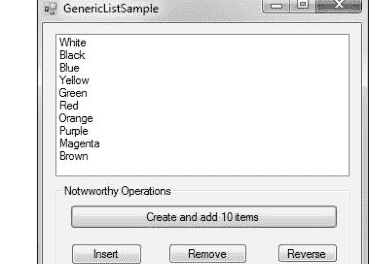 GenericListSample
White
Black
Blue
Yellow
Green
Red
Orange
Purple
Magenta
Brown
Notwworthy Operations
Create and add 10 items
Insert
Remove
Reverse